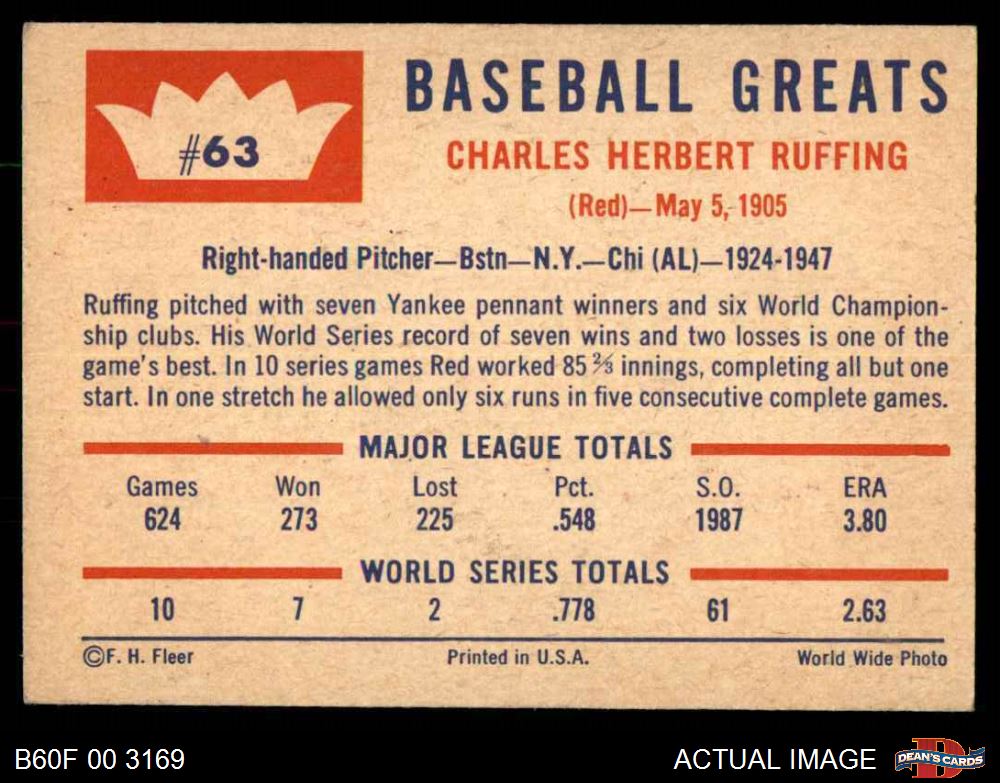 BASEBALL GREATS
#63
CHARLES HERBERT RUFFING
(Red)—May 5, 1905
Right-handed Pitcher—Bstn—N.Y.—Chi (AL)—1924-1947
Ruffing pitched with seven Yankee pennant winners and six World Champion-
ship clubs. His World Series record of seven wins and two losses is one of the
game's best. In 10 series games Red worked 85⅔ innings, completing all but one
start. In one stretch he allowed only six runs in five consecutive complete games.
MAJOR LEAGUE TOTALS
Games Won Lost Pct. S.O. ERA
624 273 225 .548 1987 3.80
WORLD SERIES TOTALS
10 7 2 .778 61 2.63
©F. H. Fleer Printed in U.S.A. World Wide Photo
B60F 00 3169 ACTUAL IMAGE D DEAN'S CARDS